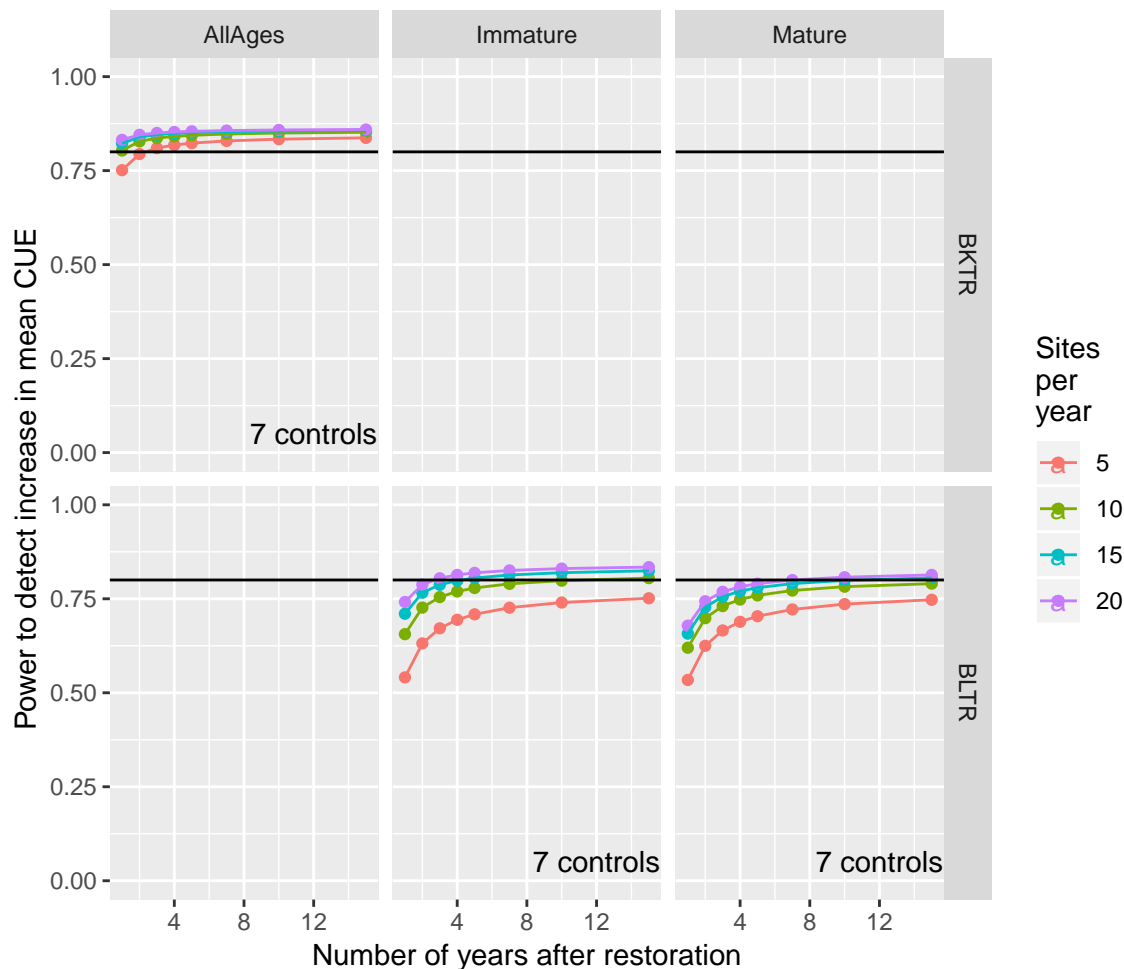 AllAges
Immature
Mature
Power to detect increase in mean CUE
1.00
0.75
0.50
0.25
0.00
7 controls
BKTR
1.00
0.75
0.50
0.25
0.00
7 controls
7 controls
BLTR
4 8 12
4 8 12
4 8 12
Number of years after restoration
Sites
per
year
a 5
a 10
a 15
a 20